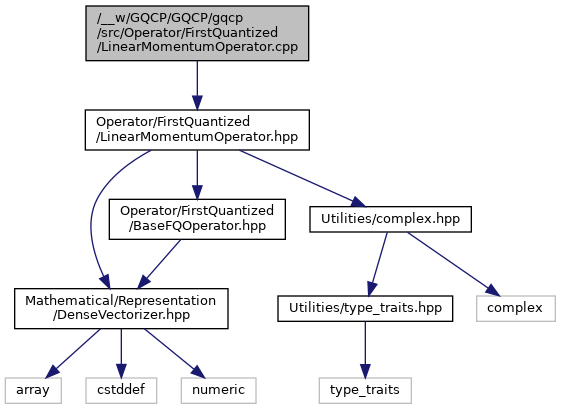 /__w/GQCP/GQCP/gqcp
/src/Operator/FirstQuantized
/LinearMomentumOperator.cpp
Operator/FirstQuantized
/LinearMomentumOperator.hpp
Operator/FirstQuantized
/BaseFQOperator.hpp
Utilities/complex.hpp
Mathematical/Representation
/DenseVectorizer.hpp
Utilities/type_traits.hpp
complex
array
cstddef
numeric
type_traits